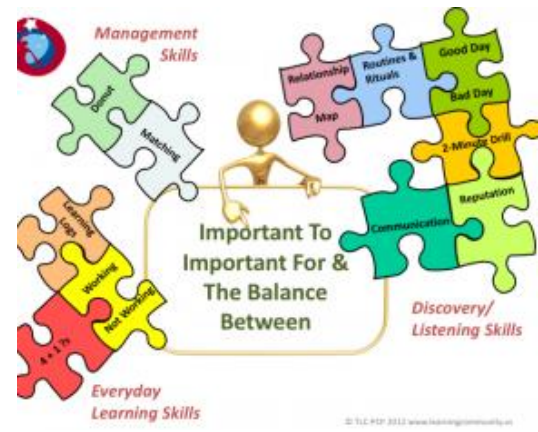 Management
Skills
Donut
Matching
Relationship
Map
Routines &
Rituals
Good Day
Bad Day
2-Minute Drill
Reputation
Communication
Discovery/
Listening Skills
Important To
Important For &
The Balance
Between
Learning
Logs
Working
Not Working
4 + 1 ?s
Everyday
Learning Skills
© TLC-PCP 2012 www.learningcommunity.us